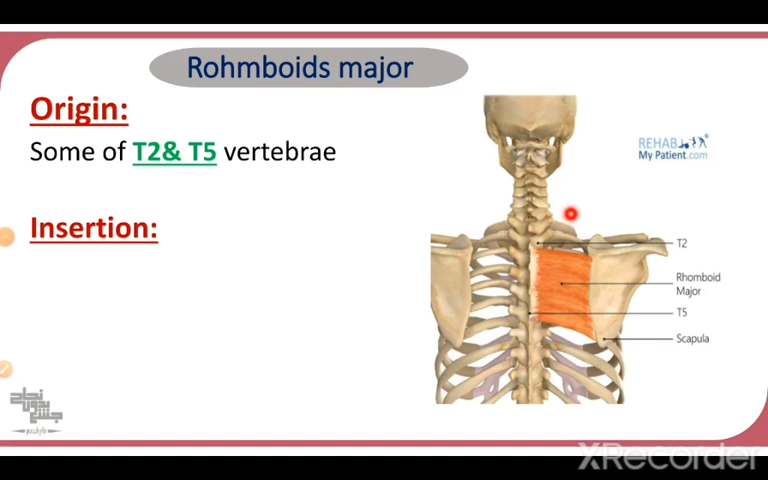 Rohmboids major
Origin:
Some of T2& T5 vertebrae
Insertion:
REHAB
My Patient.com
T2
Rhomboid
Major
T5
Scapula
XRecorder